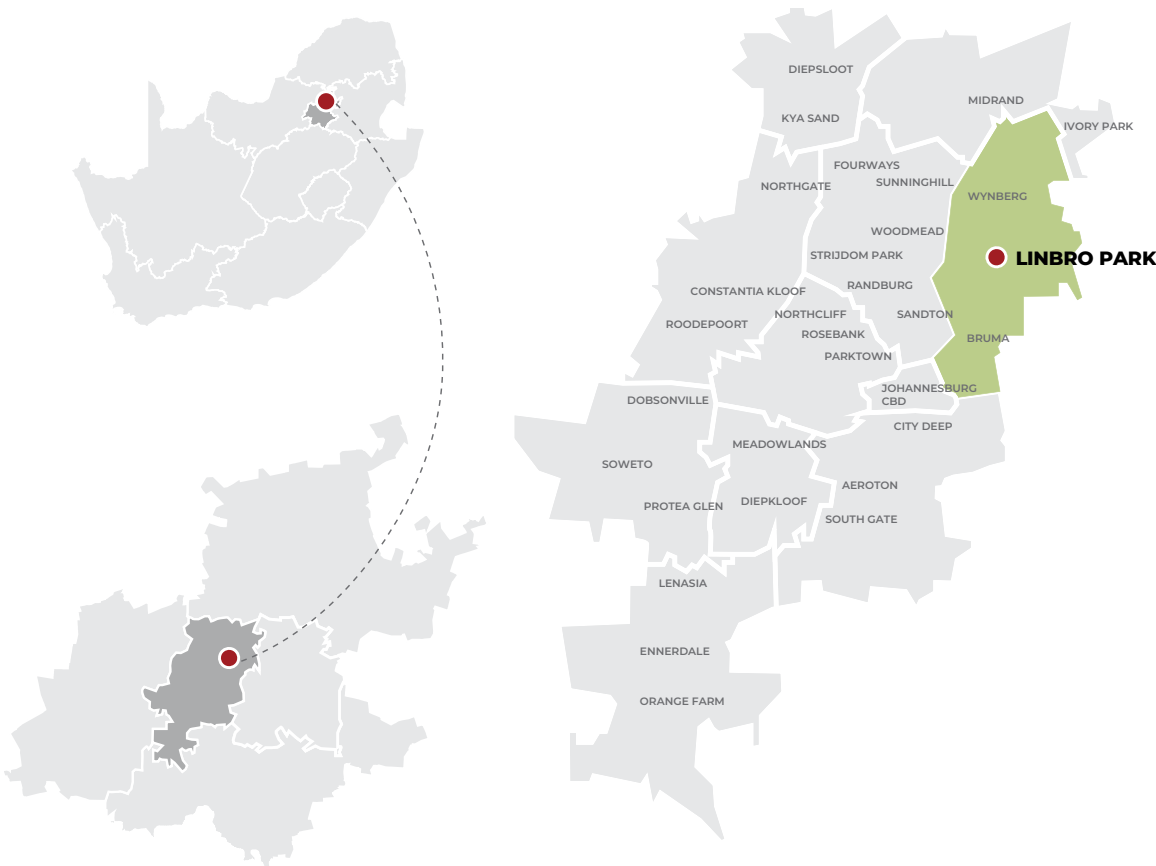 DIEPSLOOT
MIDRAND
KYA SAND
IVORY PARK
FOURWAYS
SUNNINGHILL
NORTHGATE
WYNBERG
WOODMEAD
STRIJDOM PARK
LINBRO PARK
RANDBURG
CONSTANTIA KLOOF
NORTHCLIFF
SANDTON
ROODEPOORT
ROSEBANK
BRUMA
PARKTOWN
JOHANNESBURG
CBD
DOBSONVILLE
CITY DEEP
MEADOWLANDS
SOWETO
AEROTON
DIEPKLOOF
PROTEA GLEN
SOUTH GATE
LENASIA
ENNERDALE
ORANGE FARM